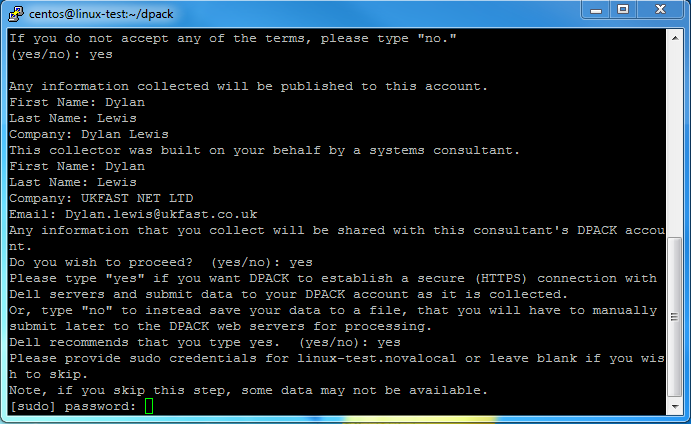 centos@linux-test:~/dpack
If you do not accept any of the terms, please type "no."
(yes/no): yes
Any information collected will be published to this account.
First Name: Dylan
Last Name: Lewis
Company: Dylan Lewis
This collector was built on your behalf by a systems consultant.
First Name: Dylan
Last Name: Lewis
Company: UKFAST NET LTD
Email: Dylan.lewis@ukfast.co.uk
Any information that you collect will be shared with this consultant's DPACK accou
nt.
Do you wish to proceed?  (yes/no): yes
Please type "yes" if you want DPACK to establish a secure (HTTPS) connection with
Dell servers and submit data to your DPACK account as it is collected.
Or, type "no" to instead save your data to a file, that you will have to manually
submit later to the DPACK web servers for processing.
Dell recommends that you type yes.  (yes/no): yes
Please provide sudo credentials for linux-test.novalocal or leave blank if you wis
h to skip.
Note, if you skip this step, some data may not be available.
[sudo] password: